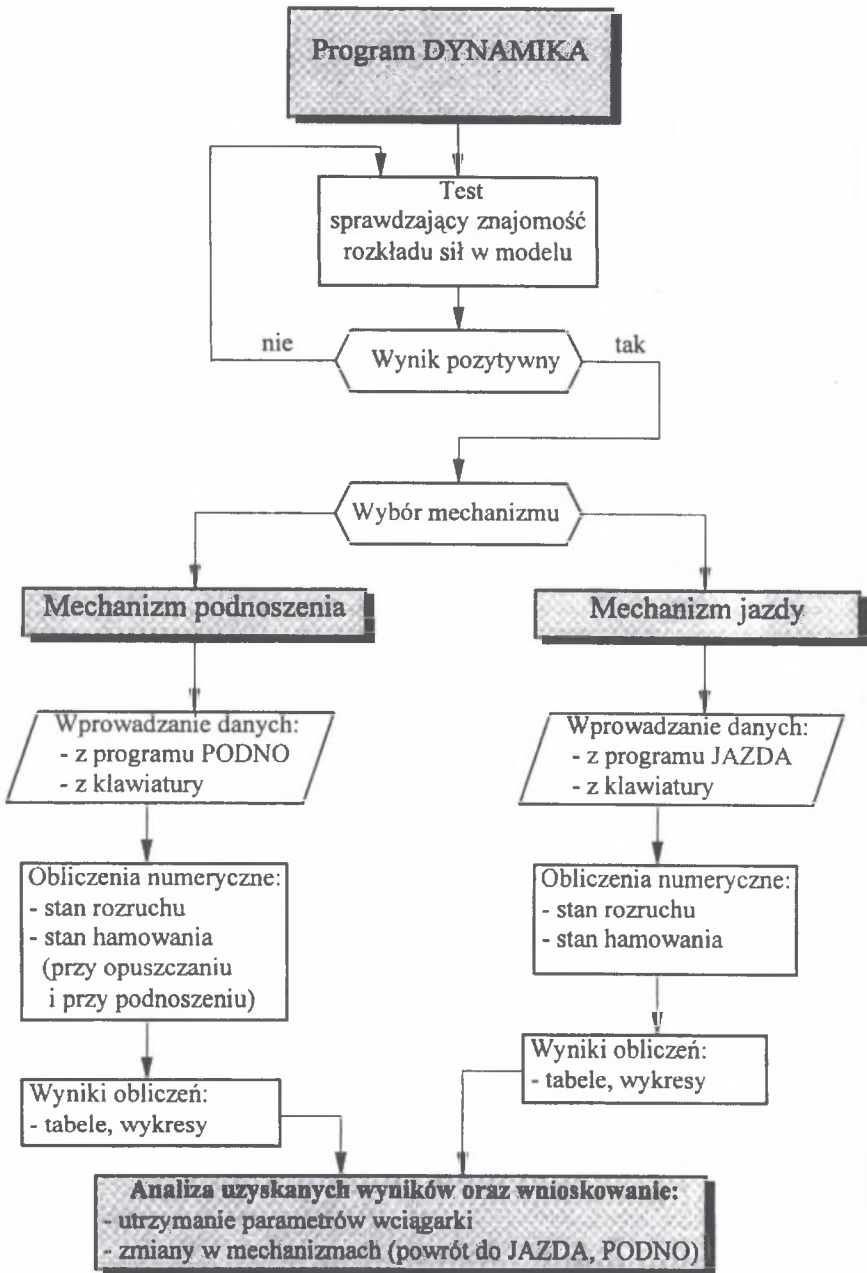 Program DYNAMIKA
Test
sprawdzający znajomość
rozkładu sił w modelu
nie
Wynik pozytywny
tak
Wybór mechanizmu
Mechanizm podnoszenia
Wprowadzanie danych:
- z programu PODNO
- z klawiatury
Obliczenia numeryczne:
- stan rozruchu
- stan hamowania
(przy opuszczaniu
i przy podnoszeniu)
Wyniki obliczeń:
- tabele, wykresy
Mechanizm jazdy
Wprowadzanie danych:
- z programu JAZDA
- z klawiatury
Obliczenia numeryczne:
- stan rozruchu
- stan hamowania
Wyniki obliczeń:
- tabele, wykresy
Analiza uzyskanych wyników oraz wnioskowanie:
- utrzymanie parametrów wciągarki
- zmiany w mechanizmach (powrót do JAZDA, PODNO)